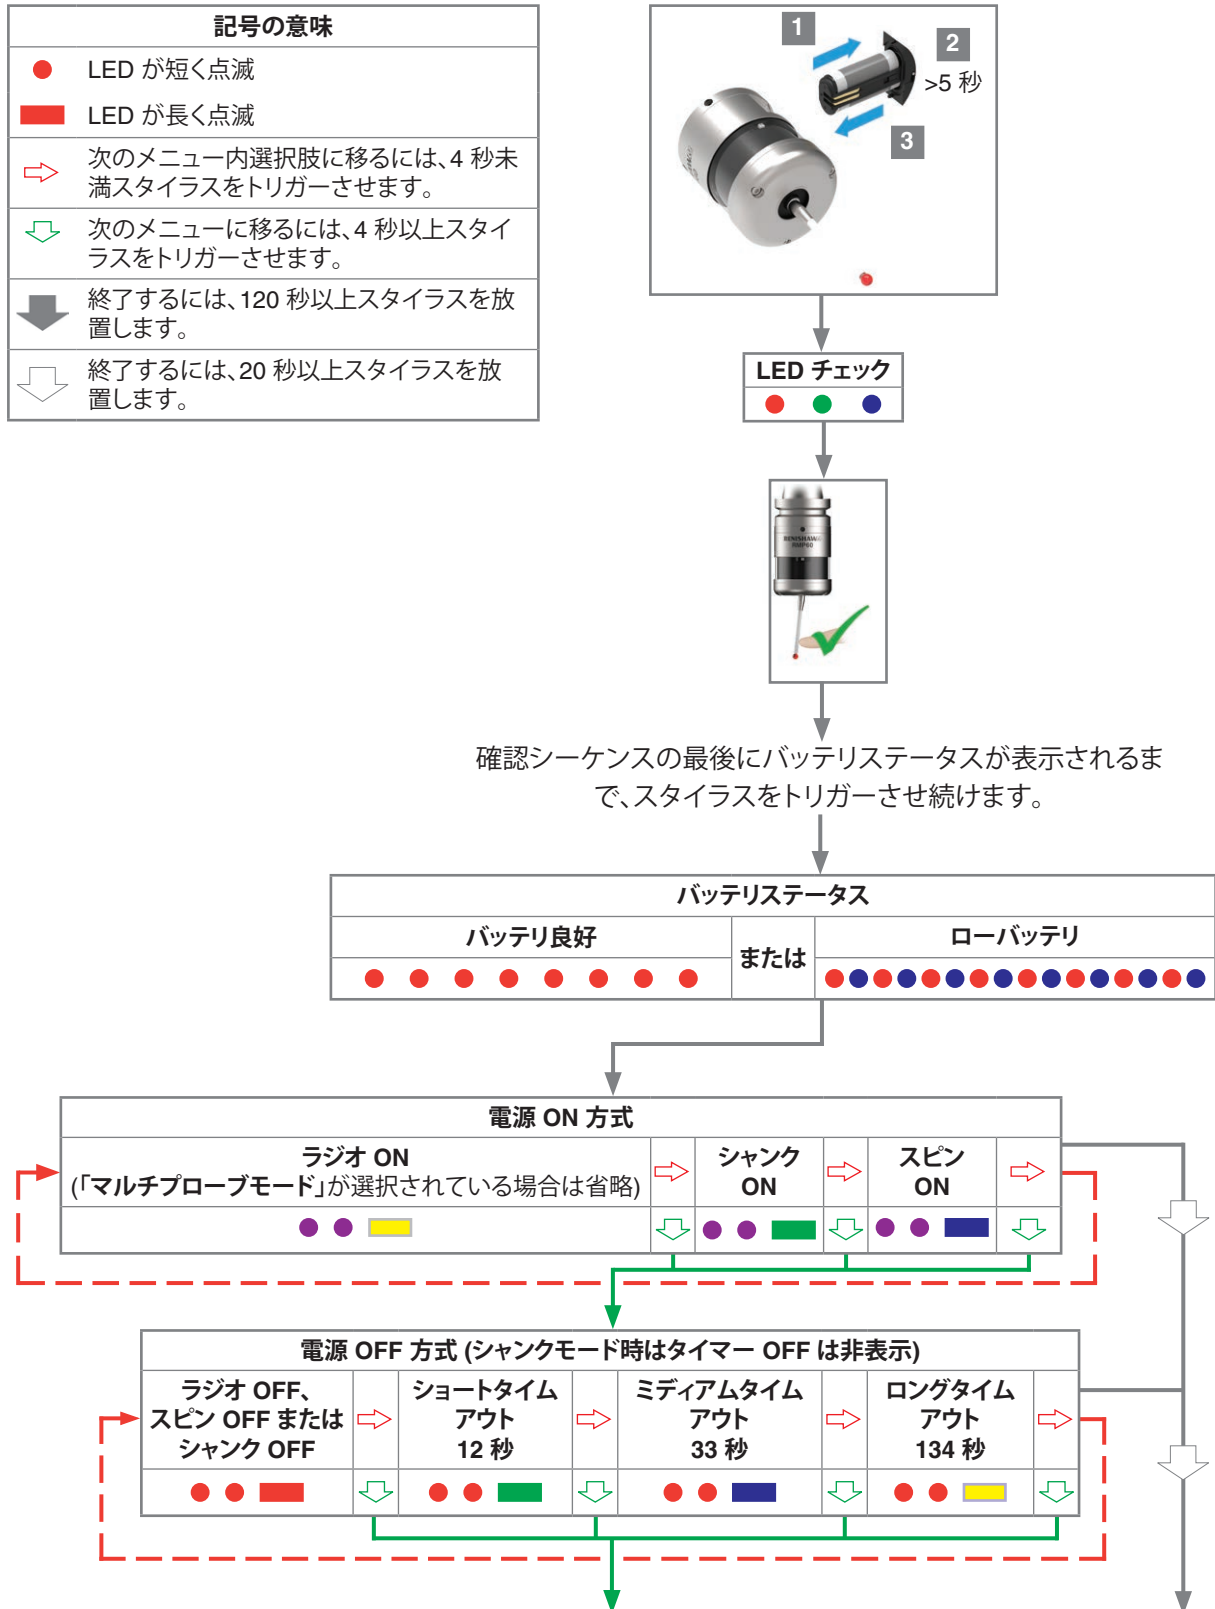 記号の意味
LED が短く点滅
LED が長く点滅
次のメニュー内選択肢に移るには、4 秒未
満スタイラスをトリガーさせます。
次のメニューに移るには、4 秒以上スタイ
ラスをトリガーさせます。
終了するには、120 秒以上スタイラスを放
置します。
終了するには、20 秒以上スタイラスを放
置します。
1
2
>5 秒
3
LED チェック
RENISHAW
RMP60
確認シーケンスの最後にバッテリステータスが表示されるま
で、スタイラスをトリガーさせ続けます。
バッテリステータス
バッテリ良好
または
ローバッテリ
電源 ON 方式
ラジオ ON
(「マルチプローブモード」が選択されている場合は省略)
シャンク
ON
スピン
ON
電源 OFF 方式 (シャンクモード時はタイマー OFF は非表示)
ラジオ OFF、
スピン OFF または
シャンク OFF
ショートタイム
アウト
12 秒
ミディアムタイム
アウト
33 秒
ロングタイム
アウト
134 秒